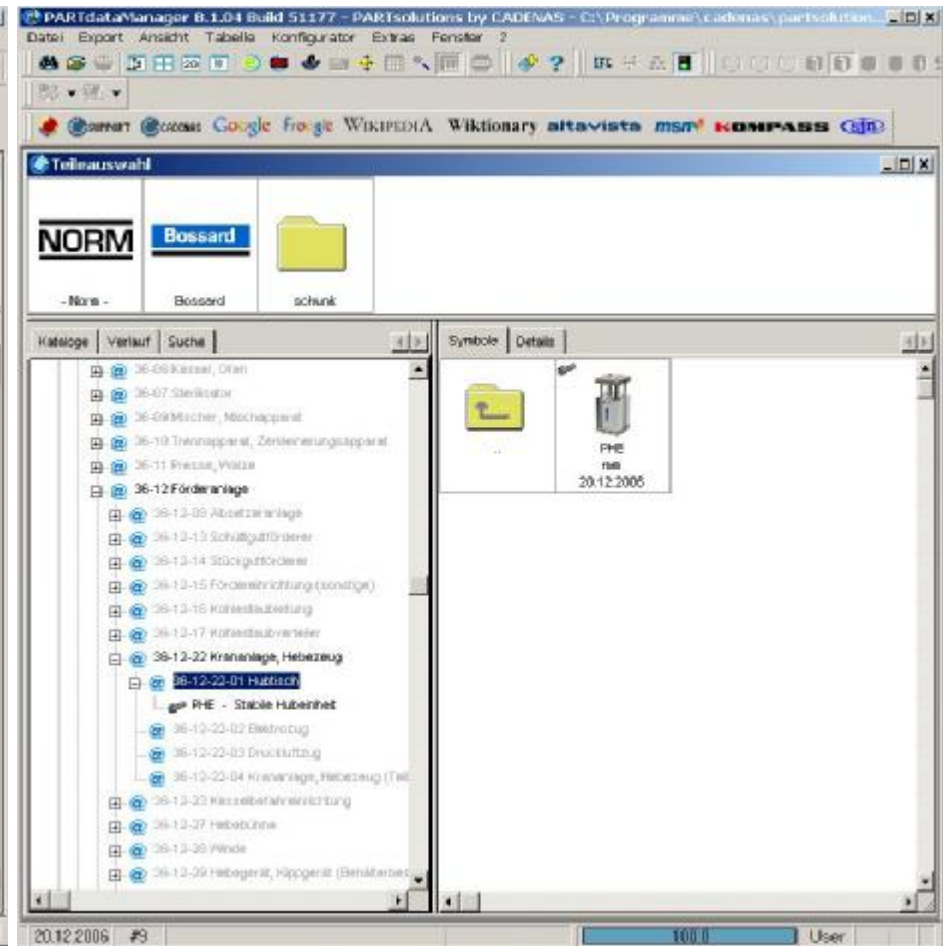 PARTdataManager 8.1.04 Build 51177 - PARTsolutions by CADENAS - C:\Programme\cadenas\partsolution...
Datei Export Ansicht Tabelle Konfigurator Extras Fenster ?
SUPPORT CADENAS Google Froogle WIKIPEDIA Wiktionary altavista msn KOMPASS
Teileauswahl
NORM Bossard
- Norm - Bossard schunk
Kataloge Verlauf Suche Symbole Details
36-06 Kessel, Ofen
36-07 Sterilisator
36-09 Mischer, Mischapparat
36-10 Trennapparat, Zerkleinerungsapparat
36-11 Presse, Walze
36-12 Förderanlage
36-12-09 Absetzeranlage
36-12-13 Schüttgutförderer
36-12-14 Stückgutförderer
36-12-15 Fördereinrichtung (sonstige)
36-12-16 Kohlestaubleitung
36-12-17 Kohlestaubverteiler
36-12-22 Krananlage, Hebezeug
36-12-22-01 Hubtisch
PHE - Stabile Hubeinheit
36-12-22-02 Elektrozug
36-12-22-03 Druckluftzug
36-12-22-04 Krananlage, Hebezeug (Teil
36-12-23 Kesselbefahreinrichtung
36-12-27 Hebebühne
36-12-28 Winde
36-12-29 Hebegerät, Kippgerät
..
PHE
20.12.2006
20.12.2006 #9 100.0 User